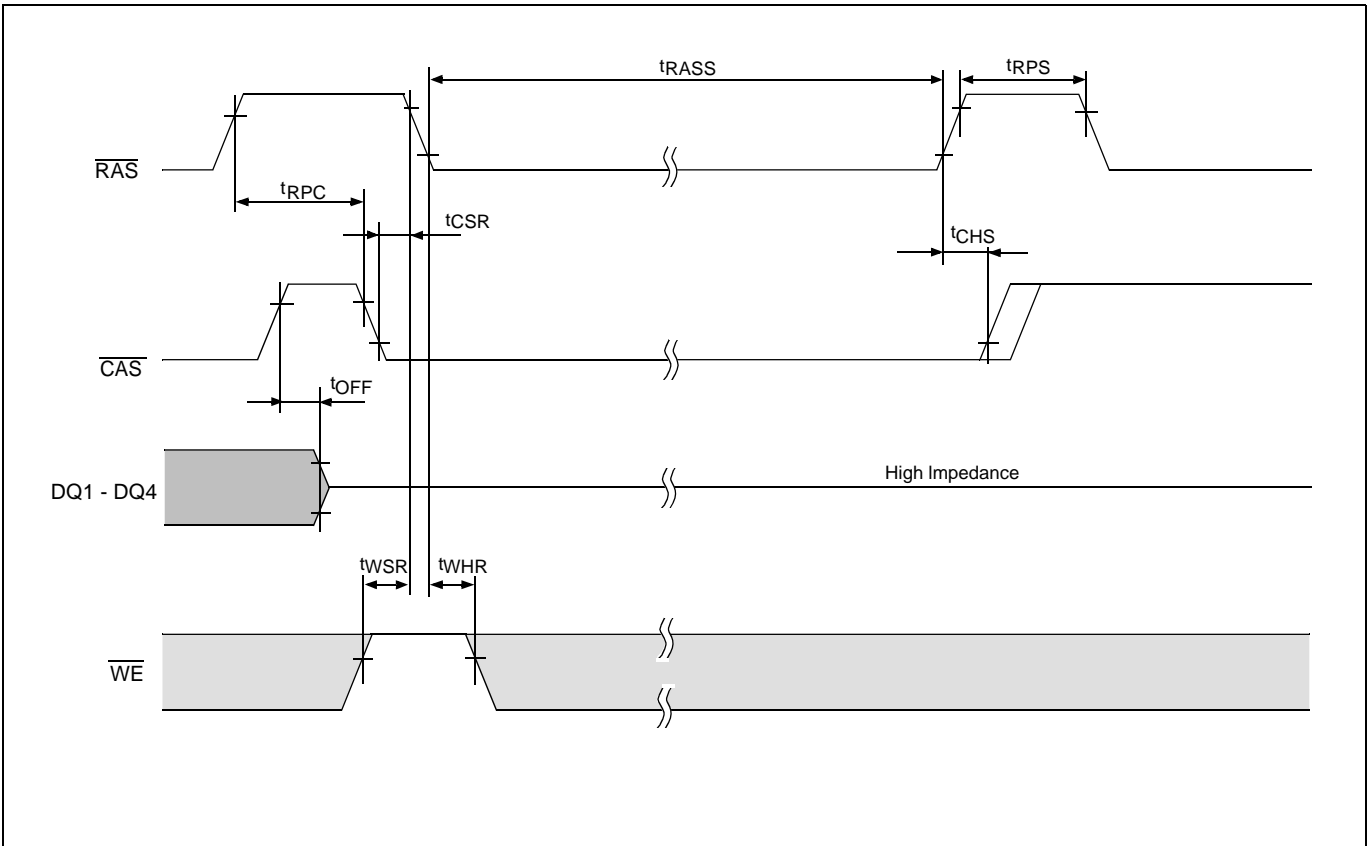 tRASS
tRPS
RAS
tRPC
tCSR
tCHS
CAS
tOFF
High Impedance
DQ1 - DQ4
tWSR
tWHR
WE